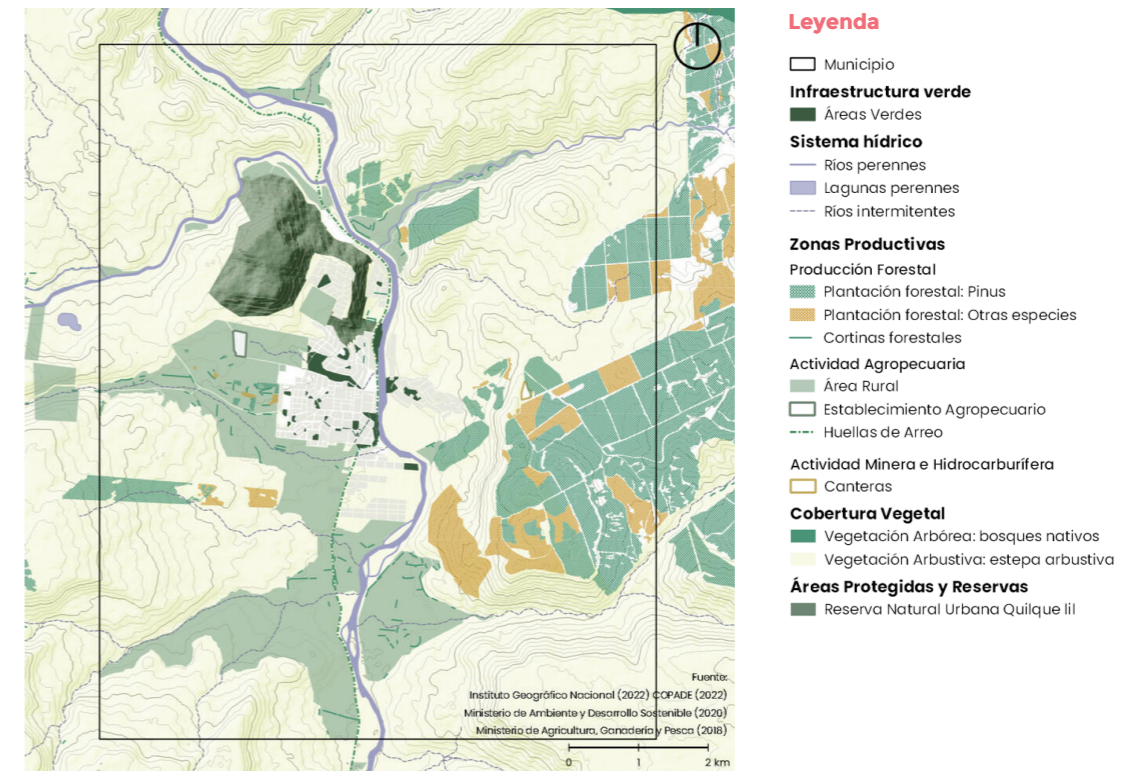 Leyenda
Municipio
Infraestructura verde
Áreas Verdes
Sistema hídrico
Ríos perennes
Lagunas perennes
Ríos intermitentes
Zonas Productivas
Producción Forestal
Plantación forestal: Pinus
Plantación forestal: Otras especies
Cortinas forestales
Actividad Agropecuaria
Área Rural
Establecimiento Agropecuario
Huellas de Arreo
Actividad Minera e Hidrocarburífera
Canteras
Cobertura Vegetal
Vegetación Arbórea: bosques nativos
Vegetación Arbustiva: estepa arbustiva
Áreas Protegidas y Reservas
Reserva Natural Urbana Quilque lil
Fuente:
Instituto Geográfico Nacional (2022) COPADE (2022)
Ministerio de Ambiente y Desarrollo Sostenible (2020)
Ministerio de Agricultura, Ganadería y Pesca (2018)
0 1 2 km